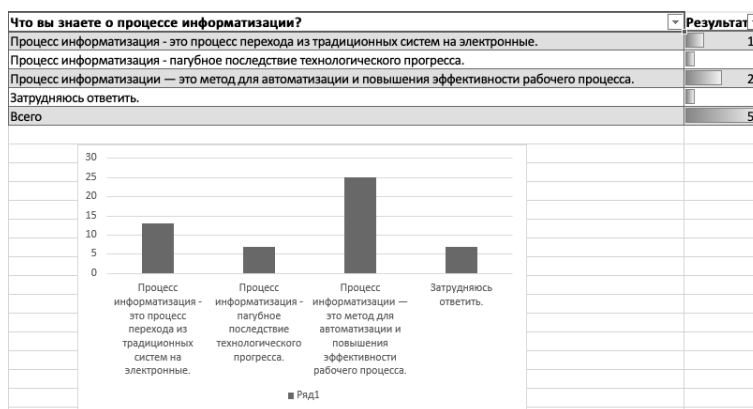 Что вы знаете о процессе информатизации? Результат
Процесс информатизация - это процесс перехода из традиционных систем на электронные. 1
Процесс информатизация - пагубное последствие технологического прогресса.
Процесс информатизации — это метод для автоматизации и повышения эффективности рабочего процесса. 2
Затрудняюсь ответить.
Всего 5
30
25
20
15
10
5
0
Процесс
информатизация -
это процесс
перехода из
традиционных
систем на
электронные.
Процесс
информатизация -
пагубное
последствие
технологического
прогресса.
Процесс
информатизации —
это метод для
автоматизации и
повышения
эффективности
рабочего процесса.
Затрудняюсь
ответить.
Ряд1